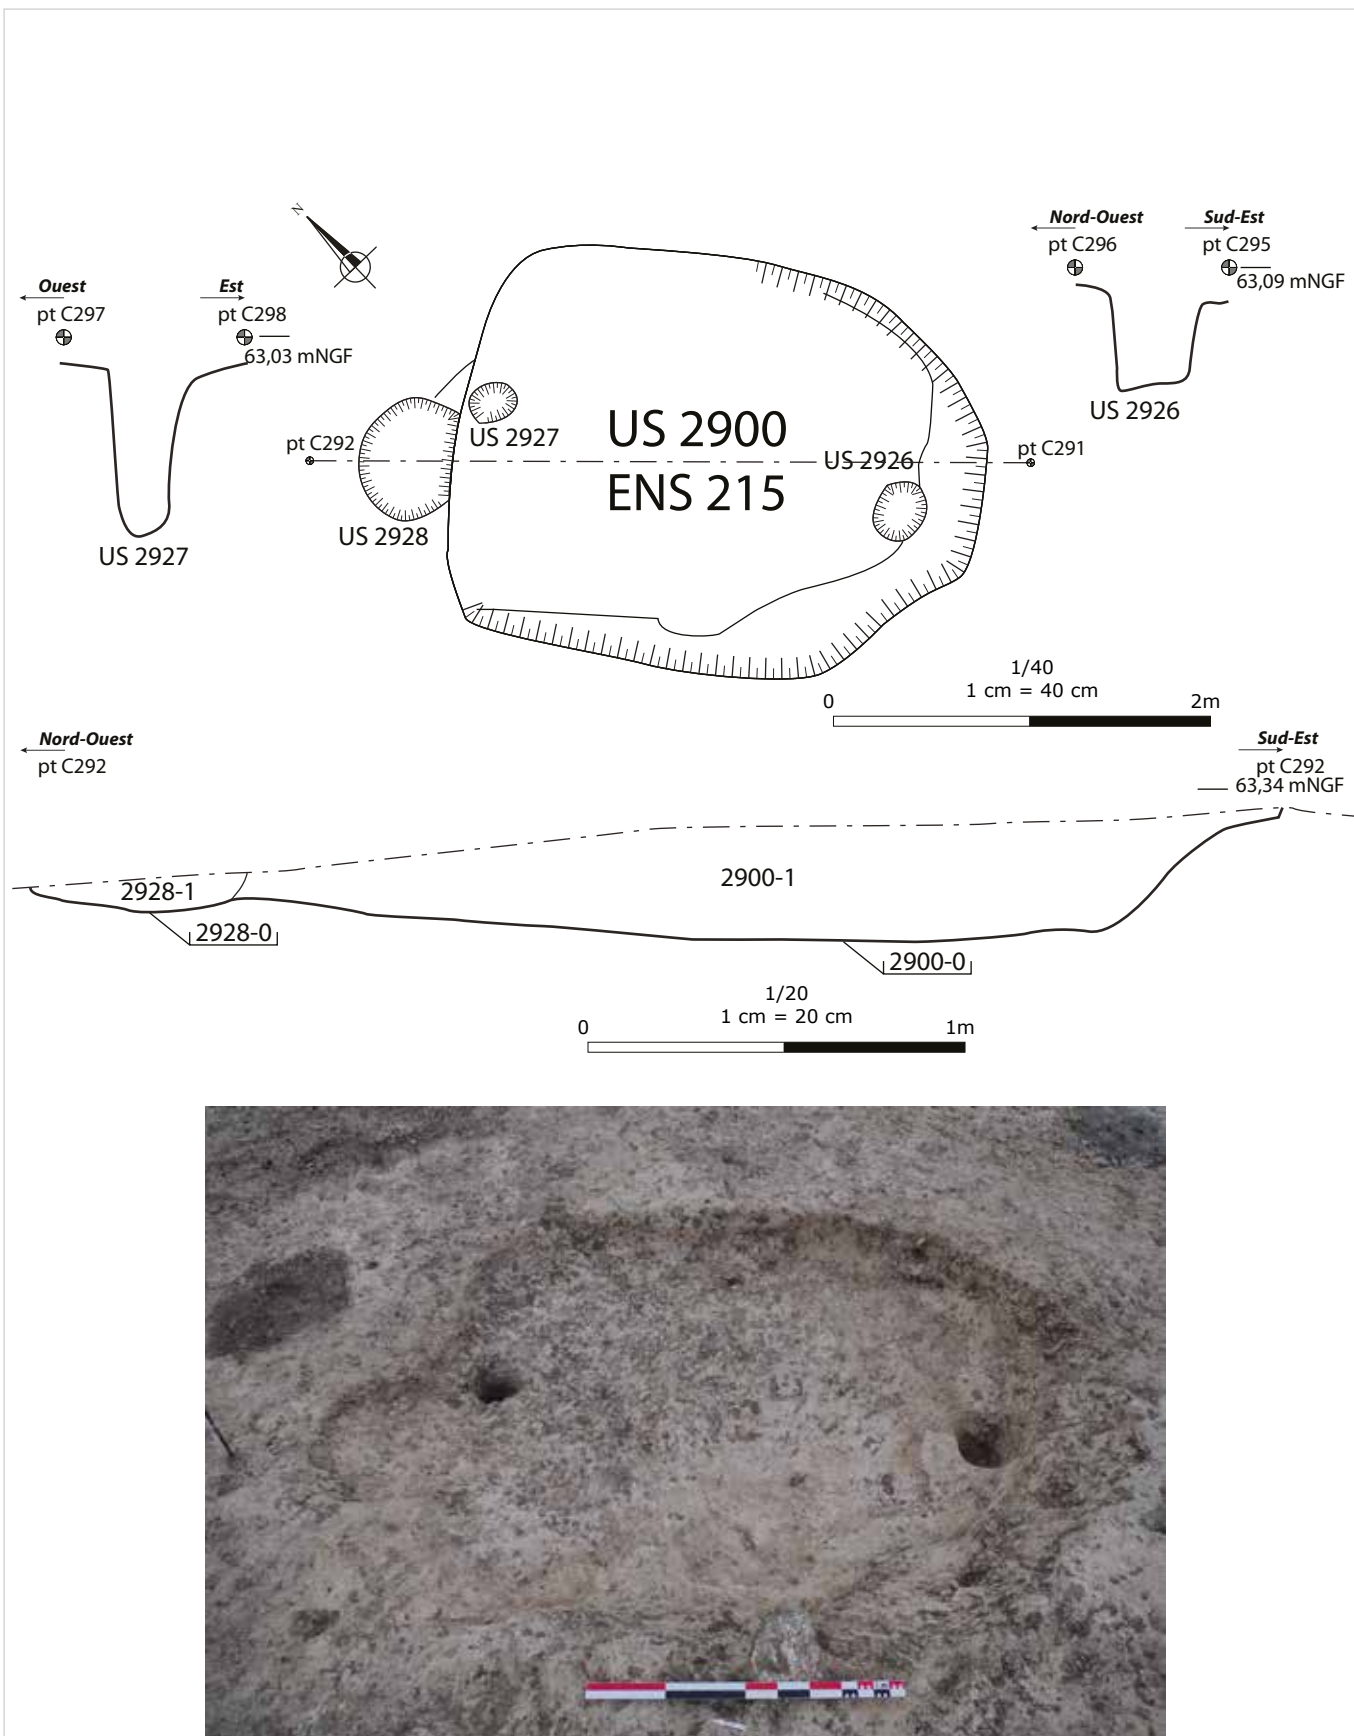 N
Nord-Ouest
Sud-Est
pt C296
pt C295
63,09 mNGF
US 2926
Ouest
Est
pt C297
pt C298
63,03 mNGF
US 2927
pt C292
US 2928
US 2927
US 2900
ENS 215
US 2926
pt C291
1/40
1 cm = 40 cm
0
2m
Nord-Ouest
pt C292
Sud-Est
pt C292
63,34 mNGF
2928-1
2900-1
2928-0
2900-0
1/20
1 cm = 20 cm
0
1m